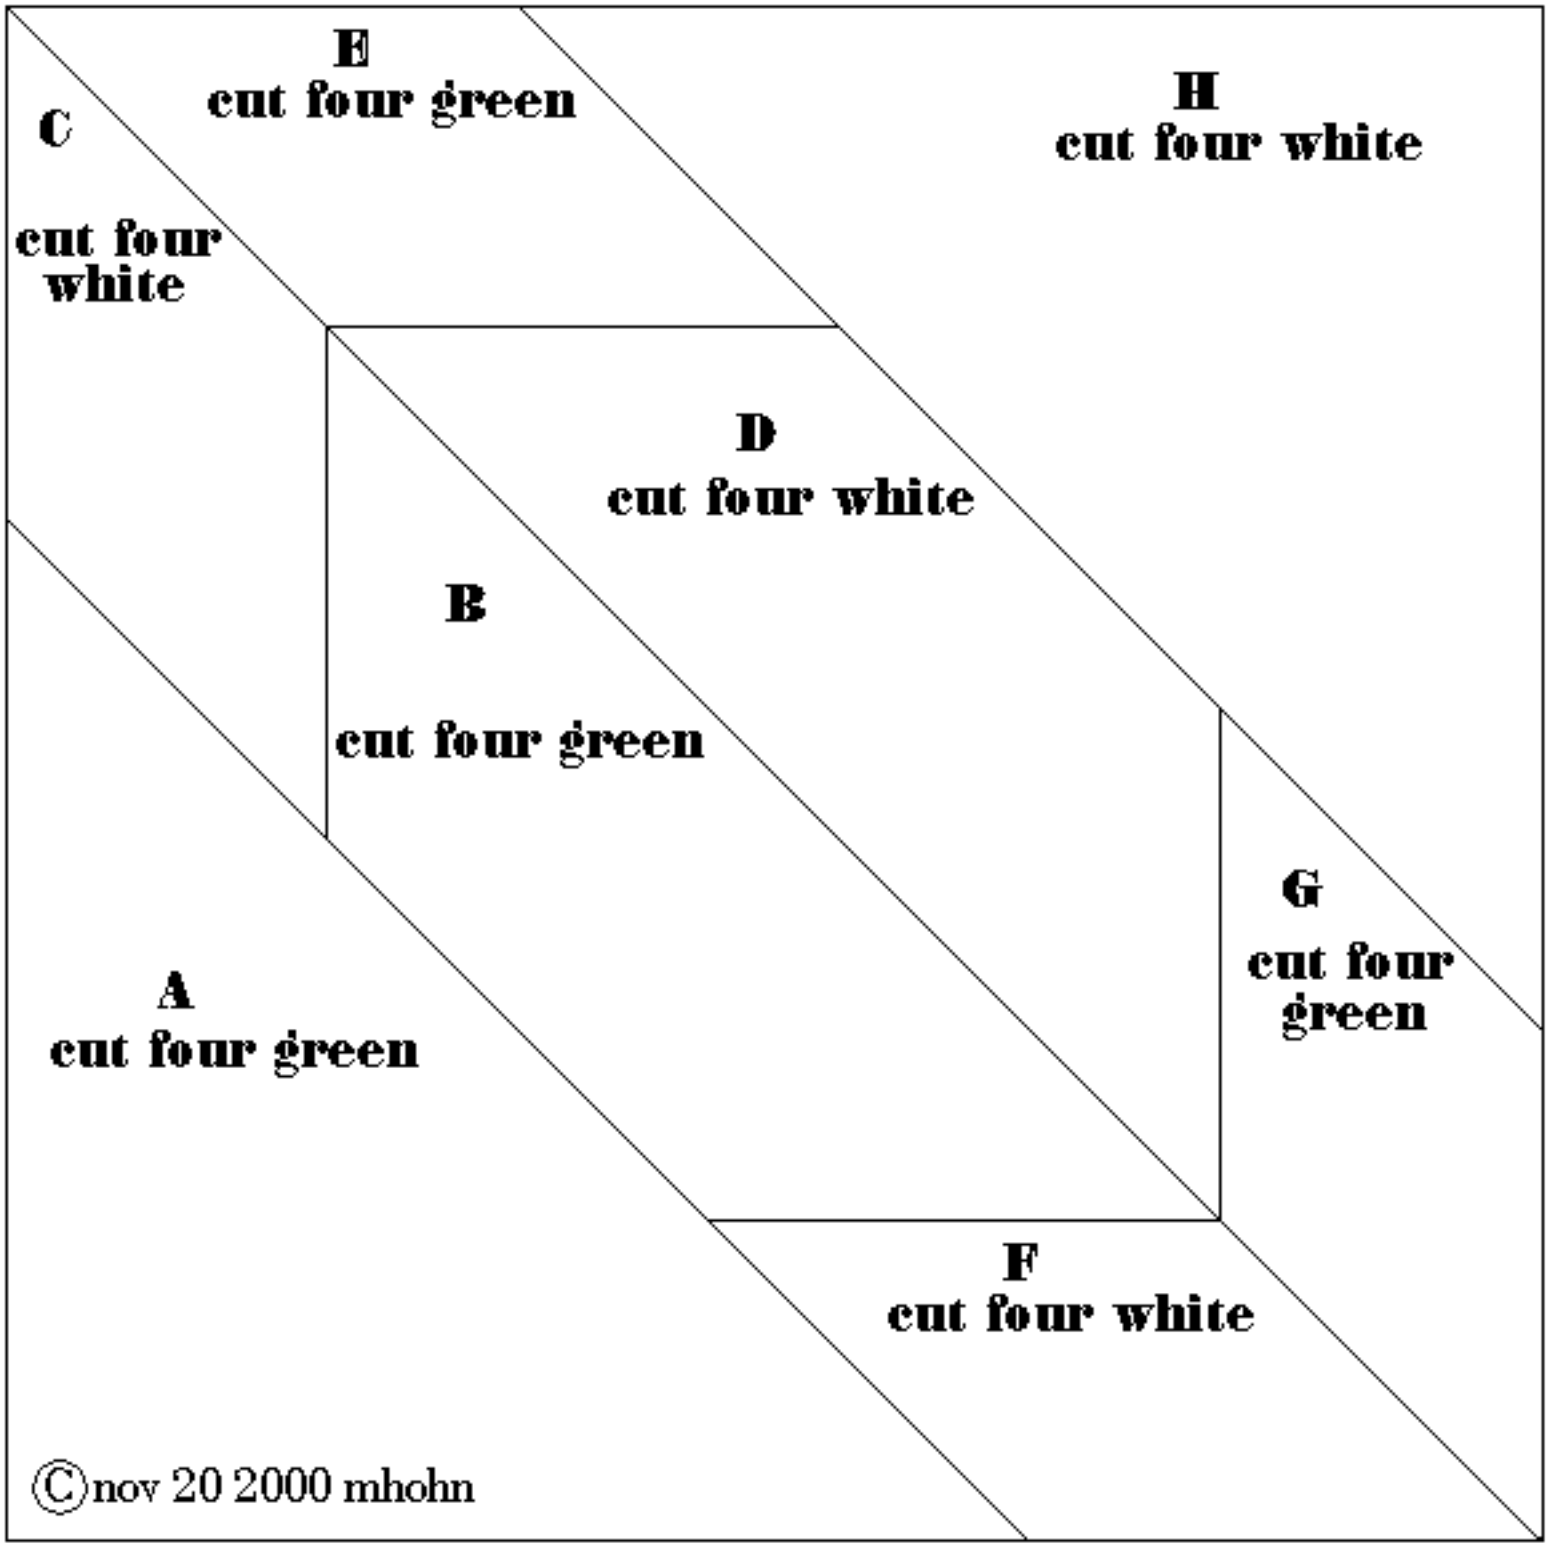 E
cut four green
H
cut four white
C
cut four
white
D
cut four white
B
cut four green
G
cut four
green
A
cut four green
F
cut four white
©nov 20 2000 mhohn